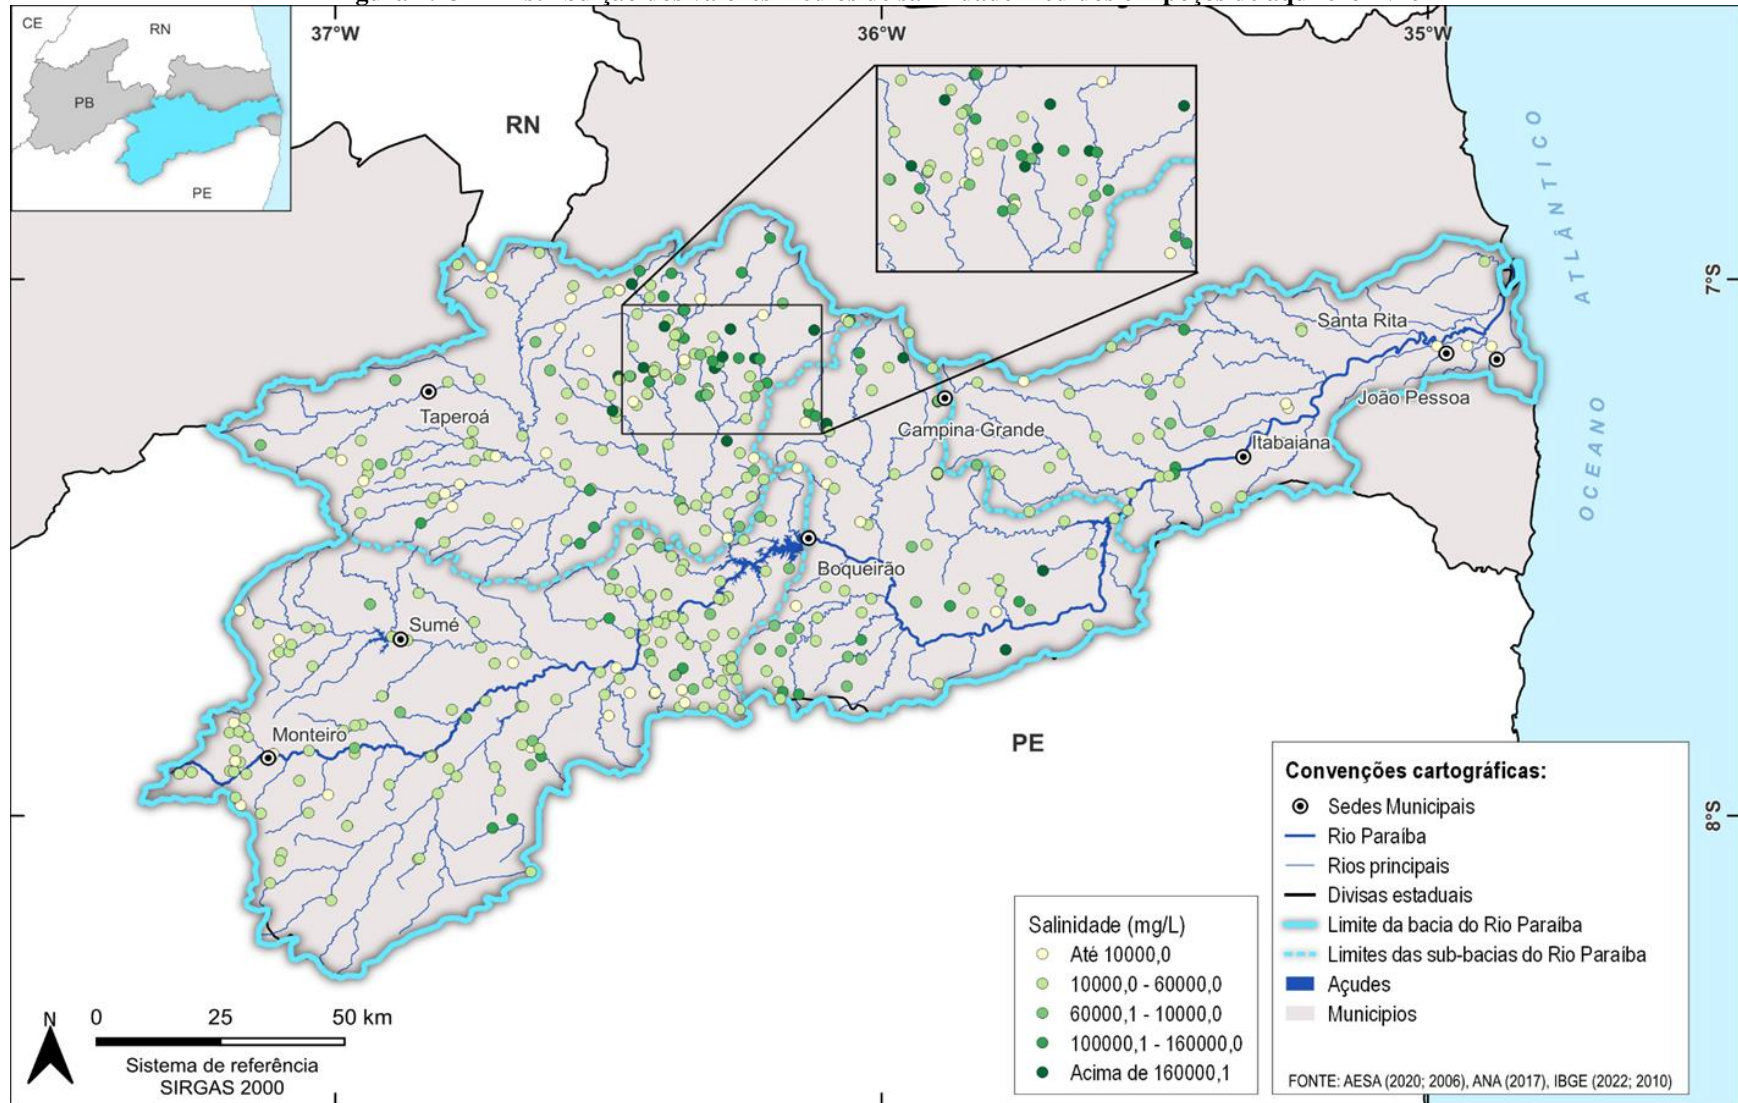 CE
RN
PB
PE
37°W
36°W
35°W
RN
7°S
OCEANO ATLÂNTICO
Santa Rita
João Pessoa
Taperoá
Campina Grande
Itabaiana
Boqueirão
Sumé
Monteiro
PE
8°S
Salinidade (mg/L)
Até 10000,0
10000,0 - 60000,0
60000,1 - 10000,0
100000,1 - 160000,0
Acima de 160000,1
Convenções cartográficas:
Sedes Municipais
Rio Paraíba
Rios principais
Divisas estaduais
Limite da bacia do Rio Paraíba
Limites das sub-bacias do Rio Paraíba
Açudes
Municipios
FONTE: AESA (2020; 2006), ANA (2017), IBGE (2022; 2010)
N
0 25 50 km
Sistema de referência
SIRGAS 2000